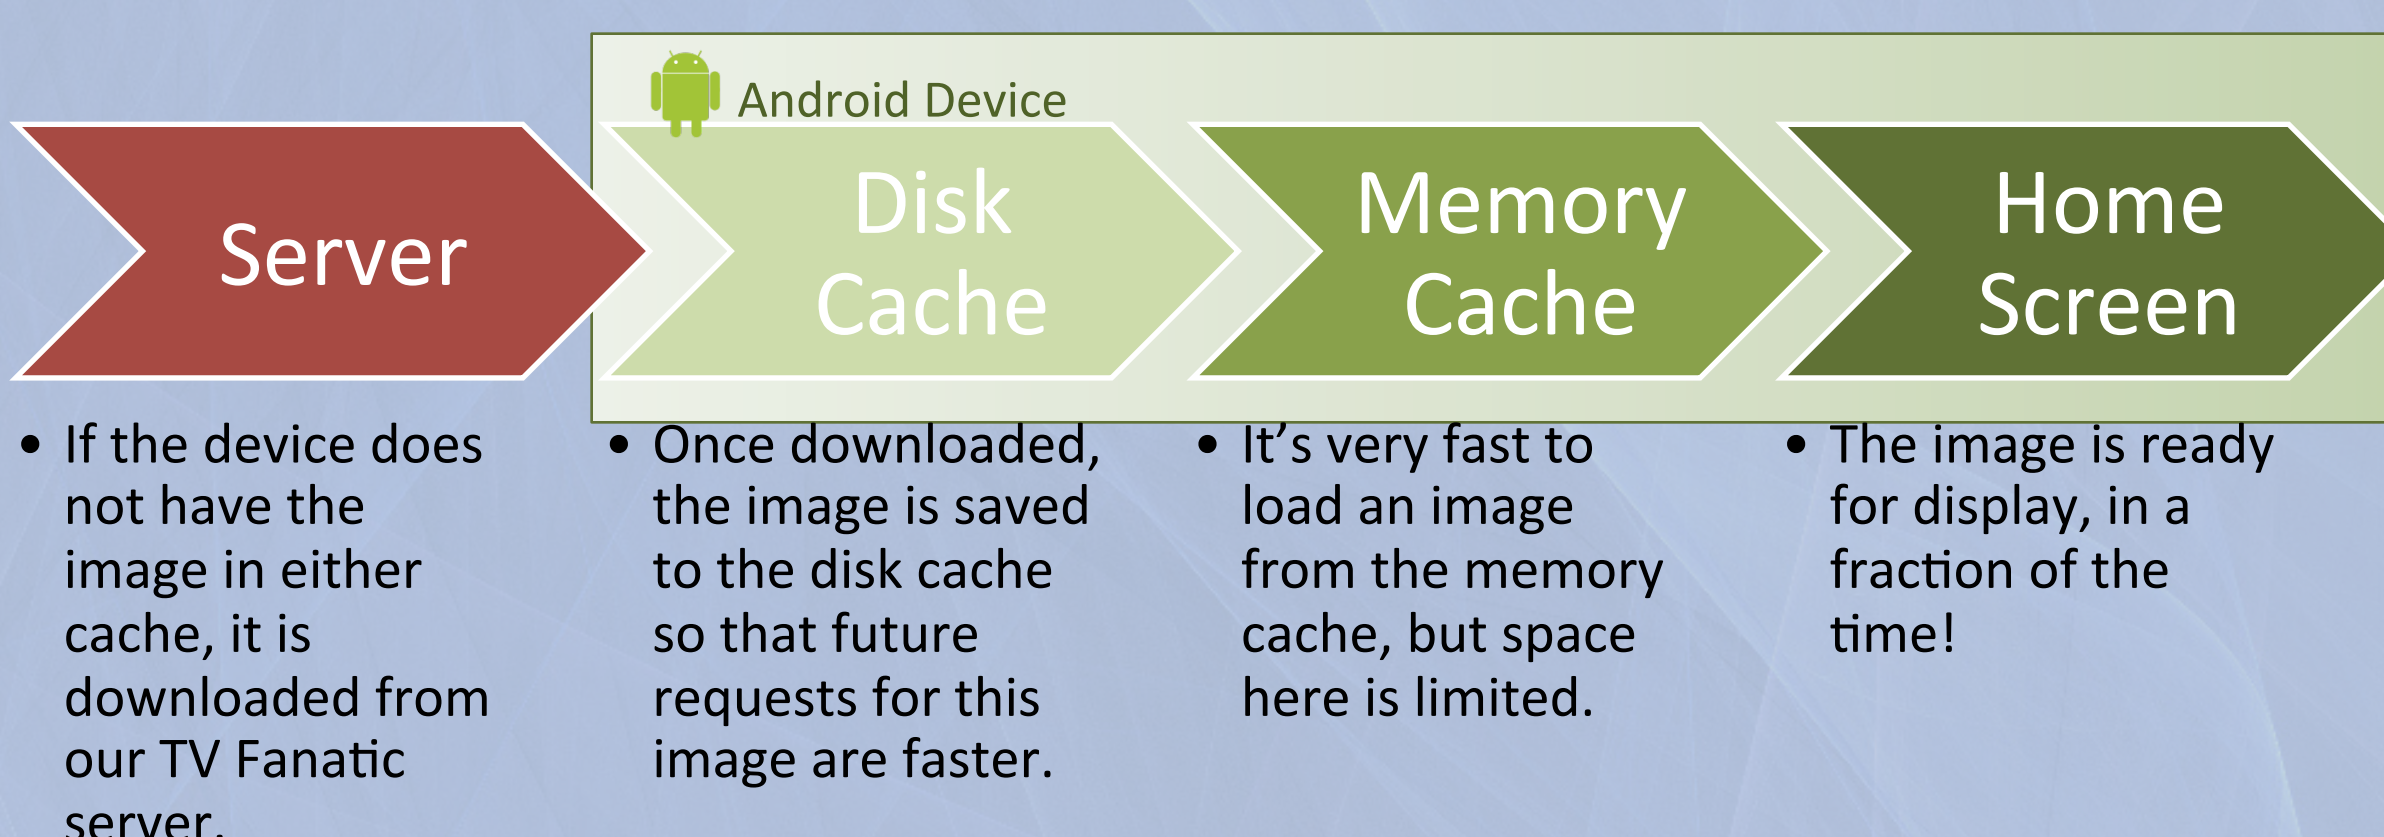 Android Device
Server
Disk
Cache
Memory
Cache
Home
Screen
• If the device does
not have the
image in either
cache, it is
downloaded from
our TV Fanatic
server.
• Once downloaded,
the image is saved
to the disk cache
so that future
requests for this
image are faster.
• It’s very fast to
load an image
from the memory
cache, but space
here is limited.
• The image is ready
for display, in a
fraction of the
time!